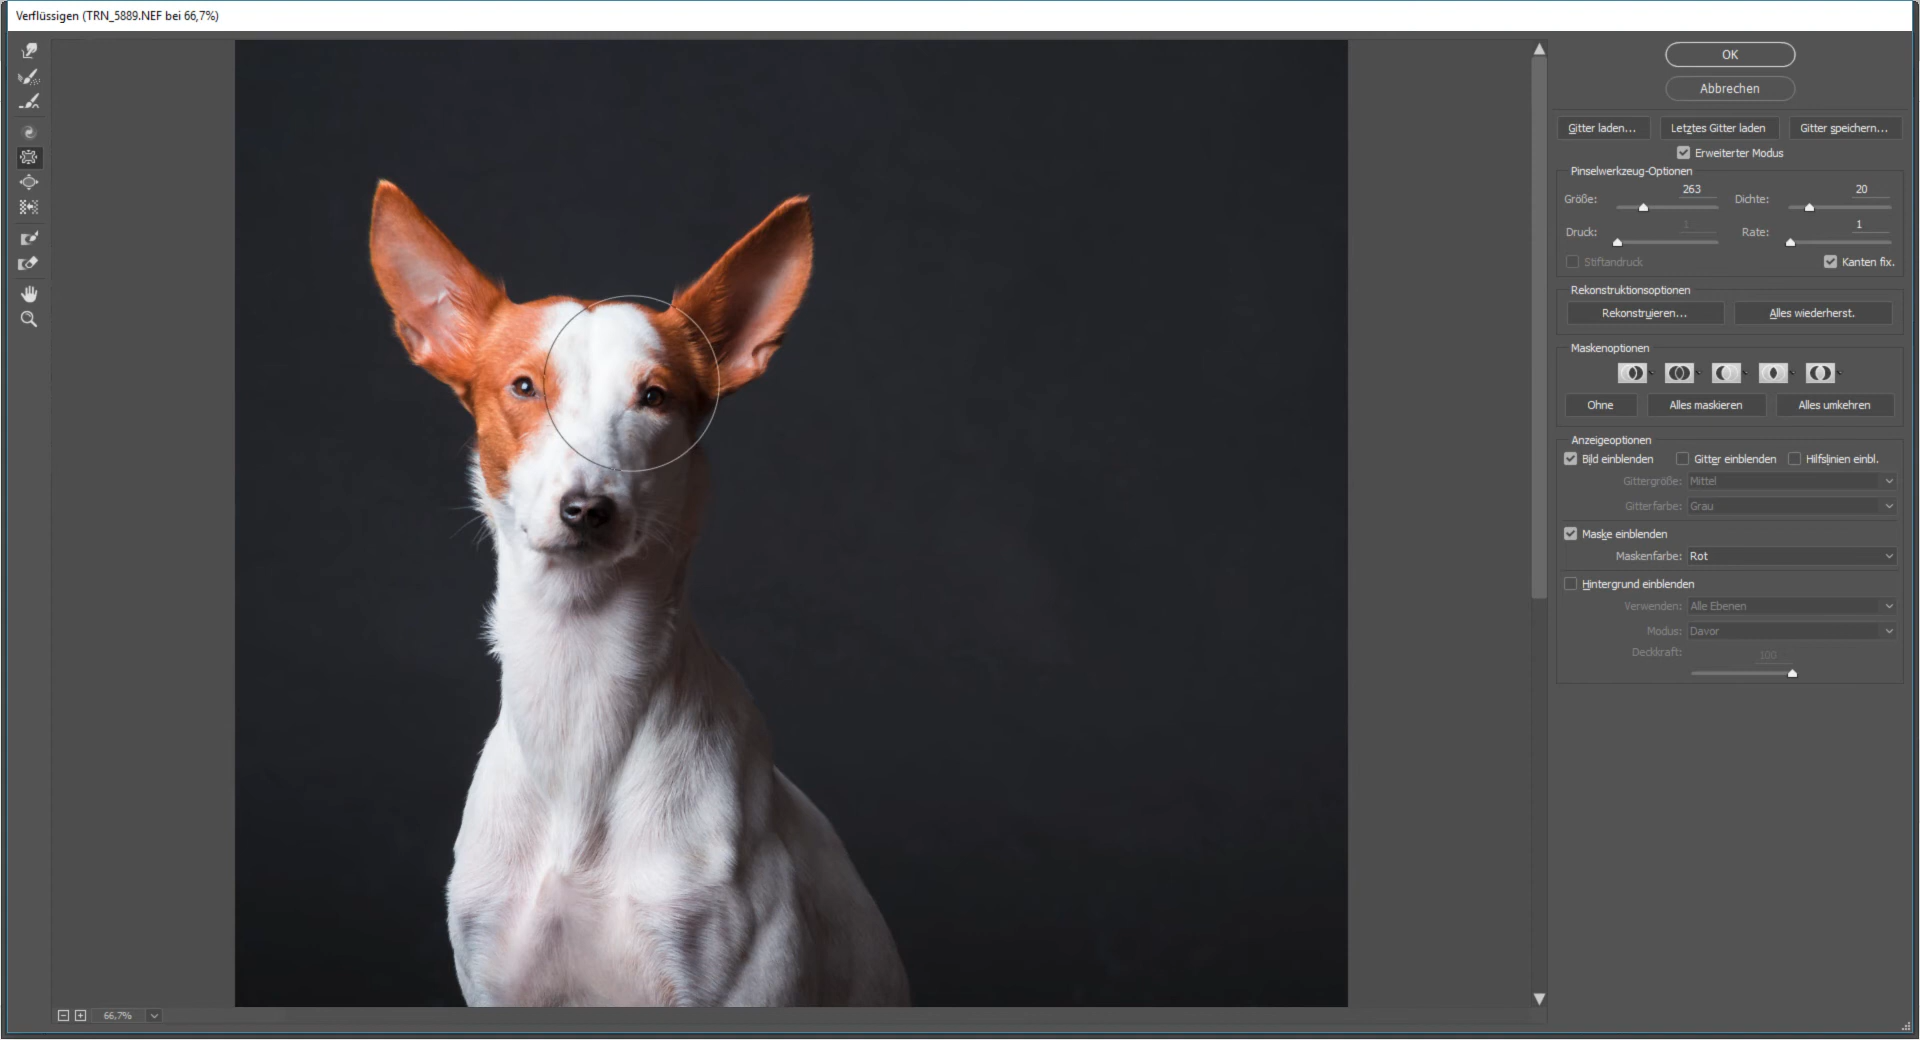 Verflüssigen (TRN_5889.NEF bei 66,7%)
OK
Abbrechen
Gitter laden... Letztes Gitter laden Gitter speichern...
Erweiterter Modus
Pinselwerkzeug-Optionen
Größe: 263 Dichte: 20
Druck: 1 Rate: 1
Stiftandruck Kanten fix.
Rekonstruktionsoptionen
Rekonstruieren... Alles wiederherst.
Maskenoptionen
Ohne Alles maskieren Alles umkehren
Anzeigeoptionen
Bild einblenden Gitter einblenden Hilfslinien einbl.
Gittergröße: Mittel
Gitterfarbe: Grau
Maske einblenden
Maskenfarbe: Rot
Hintergrund einblenden
Verwenden: Alle Ebenen
Modus: Davor
Deckkraft: 100
66,7%